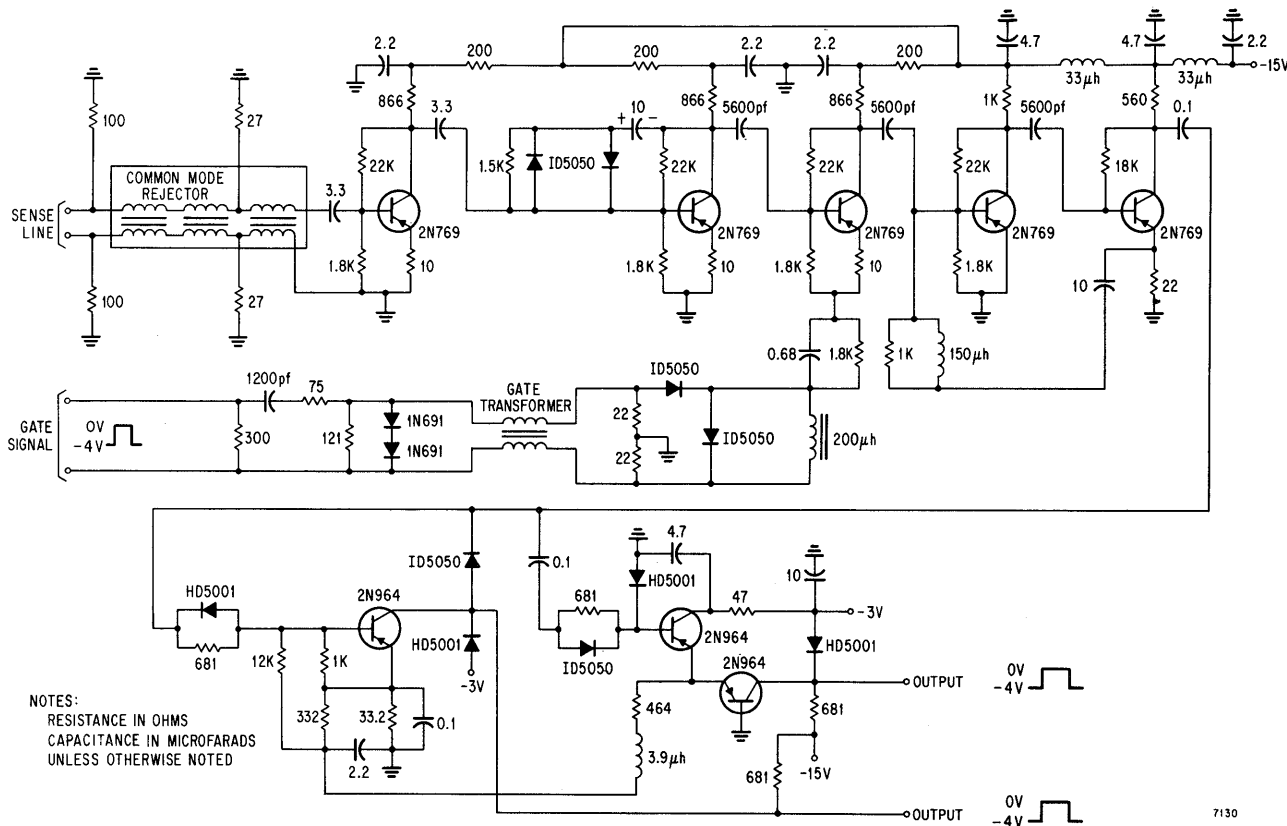 2.2
200
200
2.2
2.2
200
4.7
33μh
4.7
33μh
2.2
-15V
100
27
866
3.3
10
+ -
866
5600pf
866
5600pf
1K
5600pf
560
0.1
COMMON MODE
REJECTOR
22K
1.5K
ID5050
22K
22K
22K
18K
SENSE
LINE
3.3
2N769
2N769
2N769
2N769
2N769
100
27
1.8K
10
1.8K
10
1.8K
10
1.8K
10
22
0.68
1.8K
1K
150μh
GATE
SIGNAL
0V
-4V
1200pf
75
300
121
1N691
1N691
GATE
TRANSFORMER
ID5050
22
22
ID5050
200μh
HD5001
681
12K
1K
2N964
ID5050
HD5001
-3V
332
33.2
0.1
2.2
0.1
681
ID5050
HD5001
4.7
2N964
47
10
-3V
HD5001
2N964
464
3.9μh
681
681
-15V
OUTPUT
0V
-4V
OUTPUT
0V
-4V
NOTES:
RESISTANCE IN OHMS
CAPACITANCE IN MICROFARADS
UNLESS OTHERWISE NOTED
7130